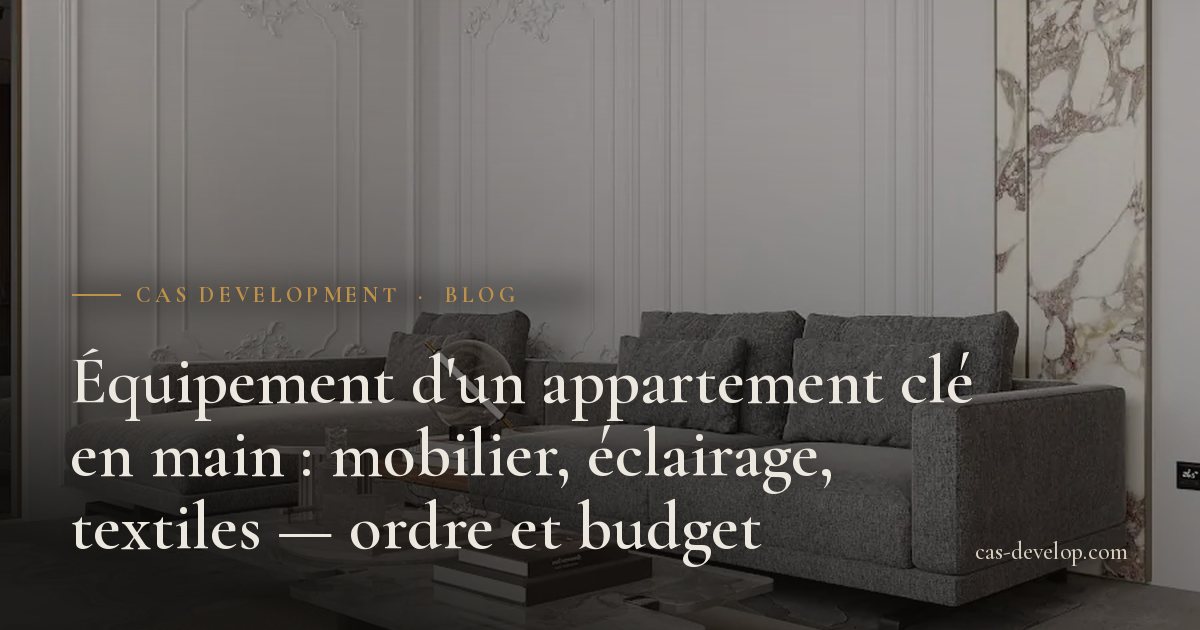 CAS DEVELOPMENT · BLOG
Équipement d'un appartement clé
en main : mobilier, éclairage,
textiles — ordre et budget
cas-develop.com